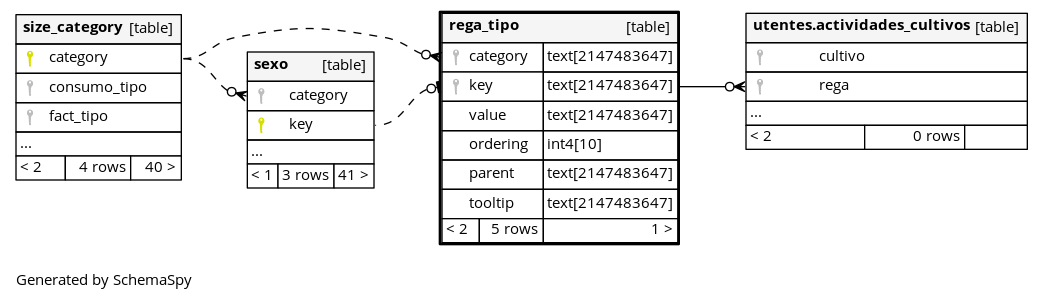 size_category [table]
category
consumo_tipo
fact_tipo
...
< 2 4 rows 40 >
sexo [table]
category
key
...
< 1 3 rows 41 >
rega_tipo [table]
category text[2147483647]
key text[2147483647]
value text[2147483647]
ordering int4[10]
parent text[2147483647]
tooltip text[2147483647]
< 2 5 rows 1 >
utentes.actividades_cultivos [table]
cultivo
rega
...
< 2 0 rows
Generated by SchemaSpy